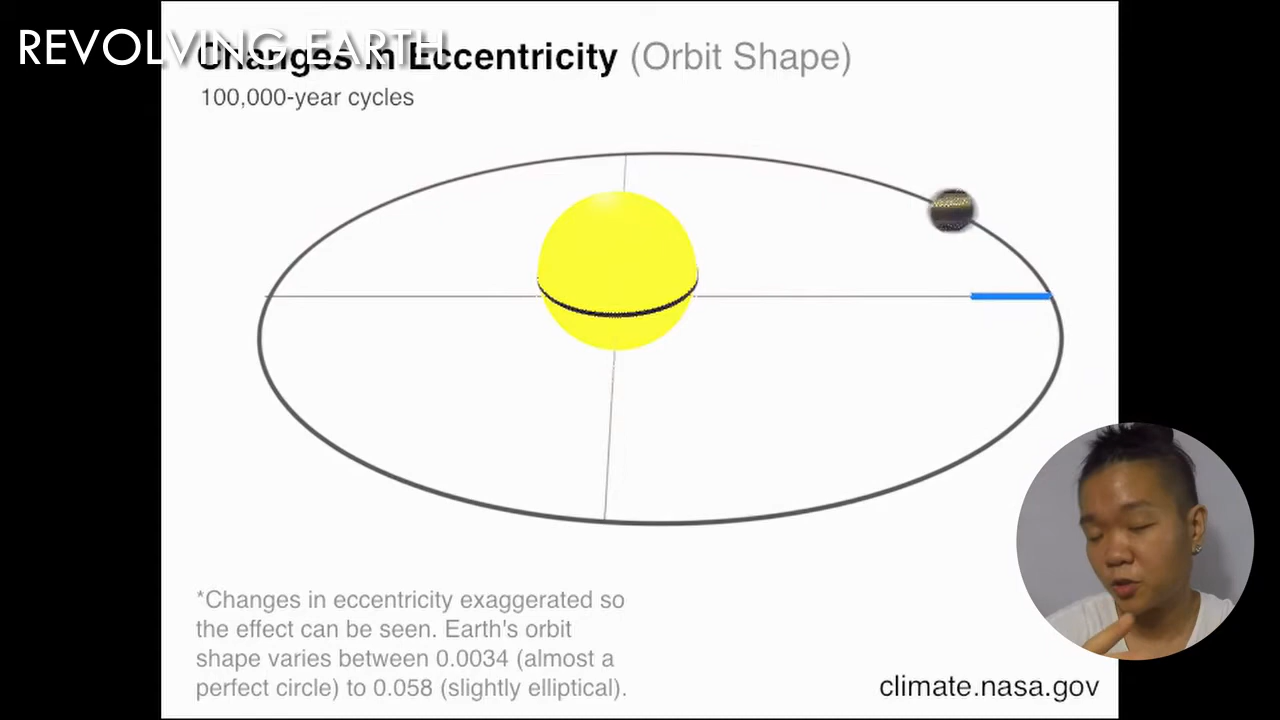 REVOLVING EARTH
Changes in Eccentricity (Orbit Shape)
100,000-year cycles
*Changes in eccentricity exaggerated so
the effect can be seen. Earth's orbit
shape varies between 0.0034 (almost a
perfect circle) to 0.058 (slightly elliptical).
climate.nasa.gov